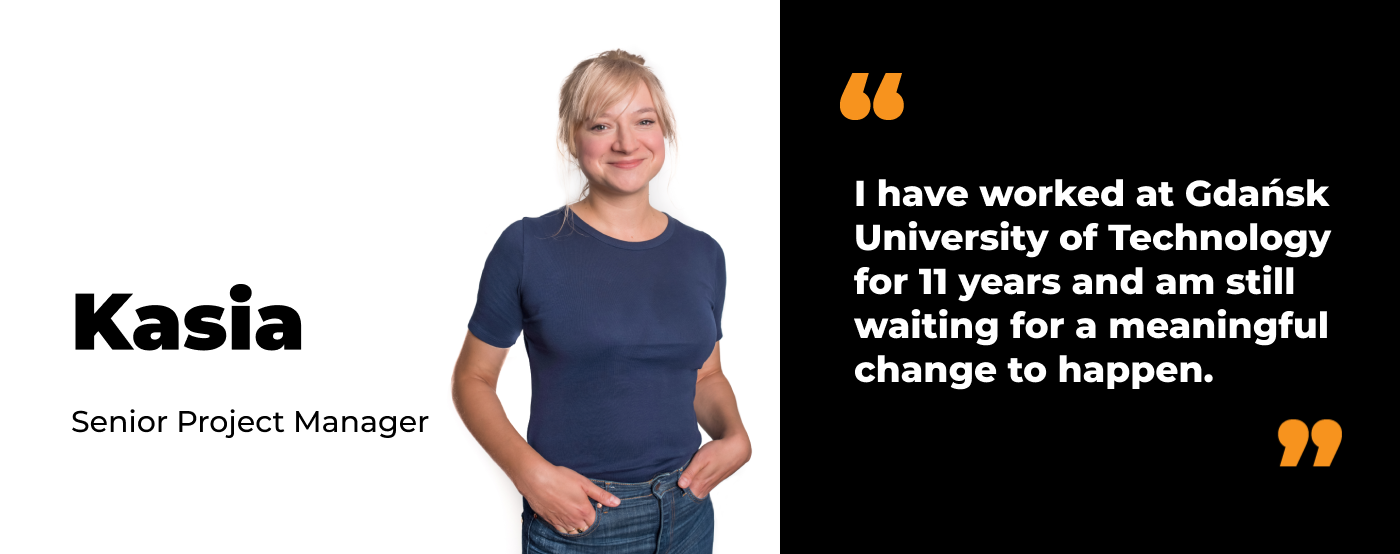 Kasia
Senior Project Manager
“
I have worked at Gdańsk
University of Technology
for 11 years and am still
waiting for a meaningful
change to happen.
”